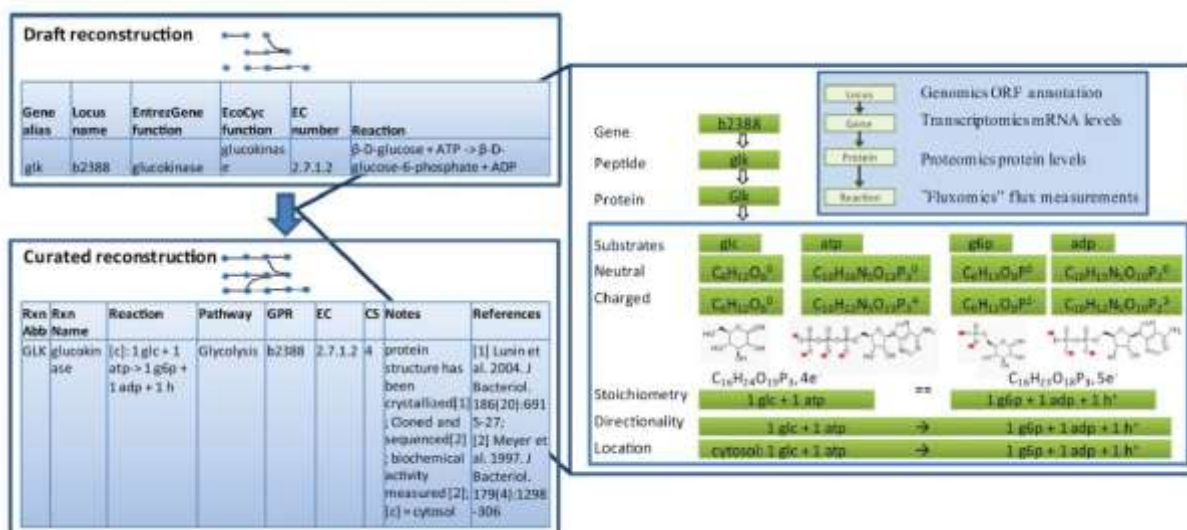 Draft reconstruction
Gene alias Locus name EntrezGene function EcoCyc function EC number Reaction
glk b2388 glucokinase glucokinas e 2.7.1.2 β-D-glucose + ATP -> β-D-glucose-6-phosphate + ADP
Curated reconstruction
Rxn Abb Rxn Name Reaction Pathway GPR EC CS Notes References
GLK glucokin ase [c]: 1 glc + 1 atp-> 1 g6p + 1 adp + 1 h Glycolysis b2388 2.7.1.2 4
protein
structure has
been
crystallized[1]
; Cloned and
sequenced[2]
; biochemical
activity
measured [2];
[c] = cytosol
[1] Lunin et
al. 2004. J
Bacteriol.
186(20):691
5-27;
[2] Meyer et
al. 1997. J
Bacteriol.
179(4):1298
-306
Gene b2388
Peptide glk
Protein Glk
Locus Genomics ORF annotation
Gene Transcriptomics mRNA levels
Protein Proteomics protein levels
Reaction "Fluxomics" flux measurements
Substrates glc atp g6p adp
Neutral
Charged
==
Stoichiometry 1 glc + 1 atp 1 g6p + 1 adp + 1 h⁺
Directionality 1 glc + 1 atp → 1 g6p + 1 adp + 1 h⁺
Location cytosol: 1 glc + 1 atp → 1 g6p + 1 adp + 1 h⁺